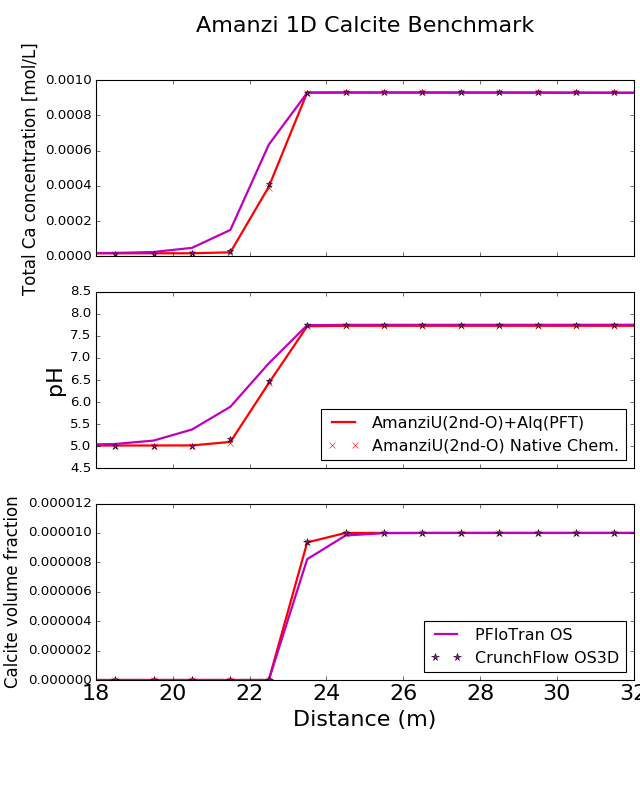 Amanzi 1D Calcite Benchmark
Total Ca concentration [mol/L]
0.0010
0.0008
0.0006
0.0004
0.0002
0.0000
pH
8.5
8.0
7.5
7.0
6.5
6.0
5.5
5.0
4.5
AmanziU(2nd-O)+Alq(PFT)
AmanziU(2nd-O) Native Chem.
Calcite volume fraction
0.000012
0.000010
0.000008
0.000006
0.000004
0.000002
0.000000
PFloTran OS
CrunchFlow OS3D
18 20 22 24 26 28 30 32
Distance (m)